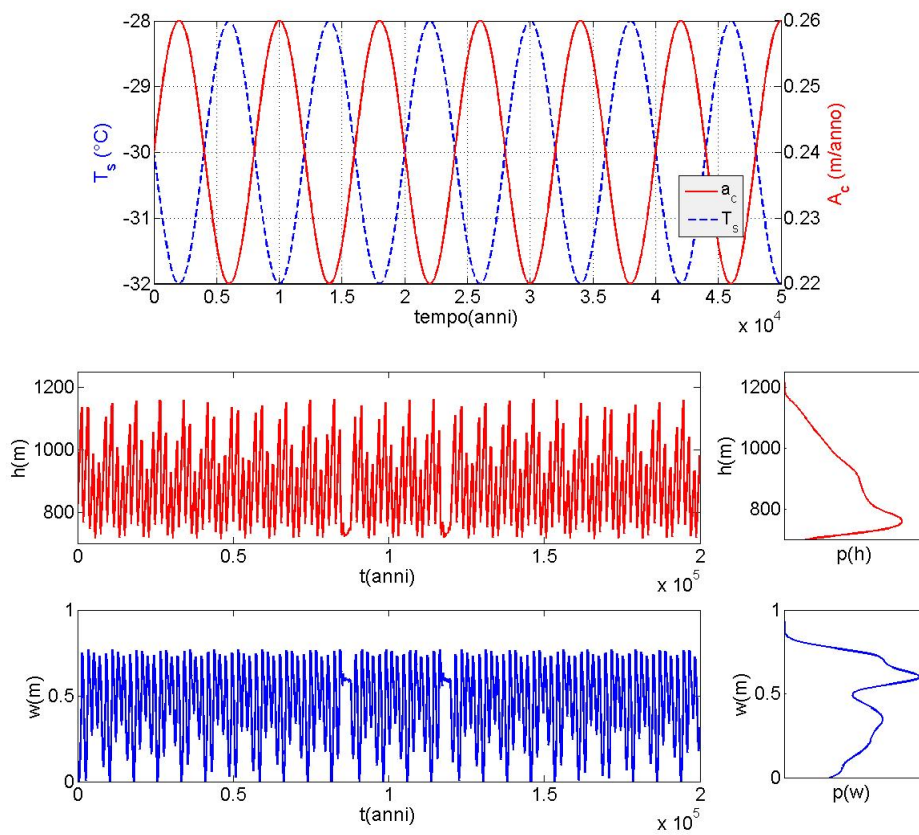 -28
-29
-30
-31
-32
T_s (°C)
0.26
0.25
0.24
0.23
0.22
A_c (m/anno)
a_c
T_s
0 0.5 1 1.5 2 2.5 3 3.5 4 4.5 5
tempo(anni)
x 10^4
1200
1000
800
h(m)
0 0.5 1 1.5 2
t(anni)
x 10^5
1200
1000
800
h(m)
p(h)
1
0.5
0
w(m)
0 0.5 1 1.5 2
t(anni)
x 10^5
1
0.5
0
w(m)
p(w)